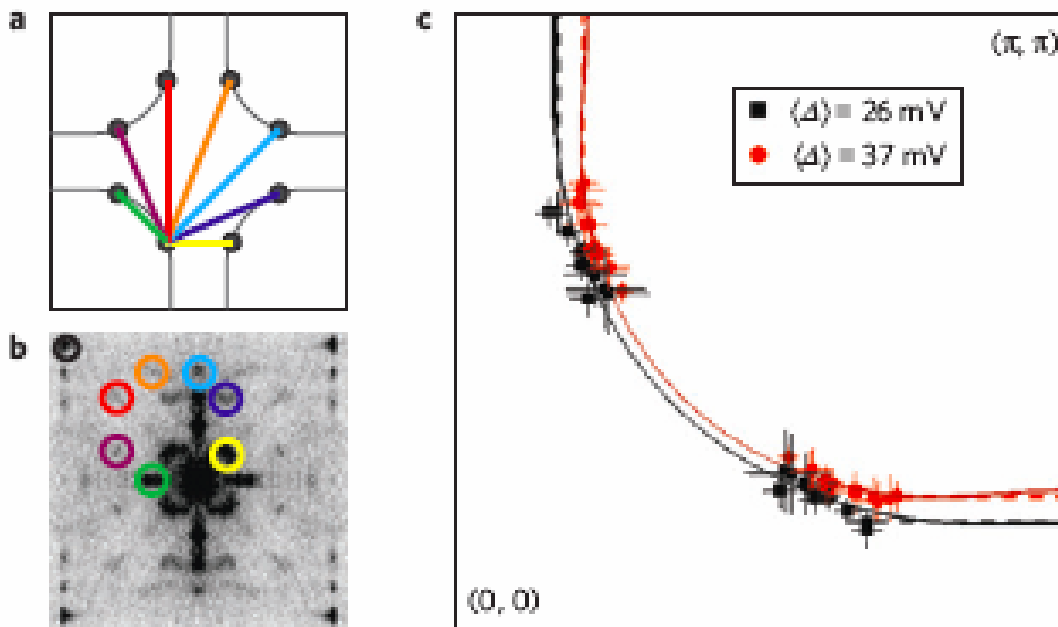 a
c
(π, π)
⟨Δ⟩ = 26 mV
⟨Δ⟩ = 37 mV
b
(0, 0)